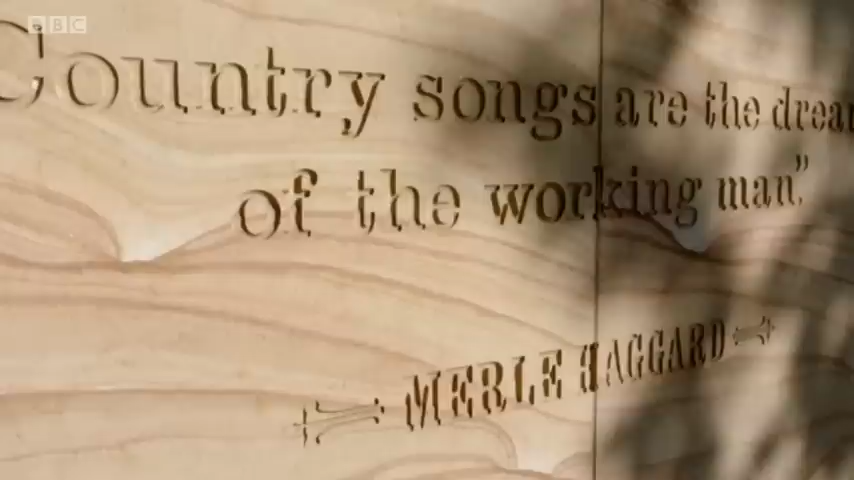 BBC
Country songs are the drea
of the working man."
MERLE HAGGARD